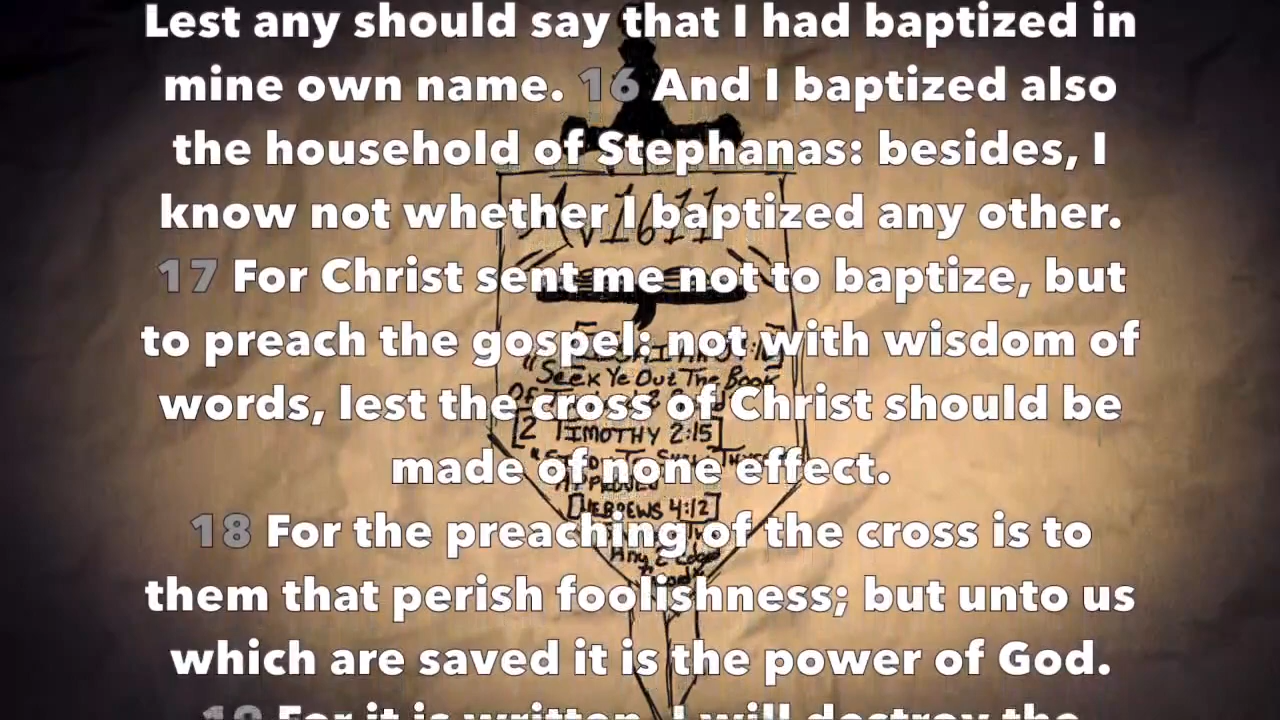 Lest any should say that I had baptized in
mine own name. 16 And I baptized also
the household of Stephanas: besides, I
know not whether I baptized any other.
Av1611
17 For Christ sent me not to baptize, but
to preach the gospel: not with wisdom of
"Seek Ye Out The Book
words, lest the cross of Christ should be
[2 TIMOTHY 2:15]
made of none effect.
APPROVED
[HEBREWS 4:12]
18 For the preaching of the cross is to
Any 2 Edged
them that perish foolishness; but unto us
which are saved it is the power of God.
19 For it is written, I will destroy the